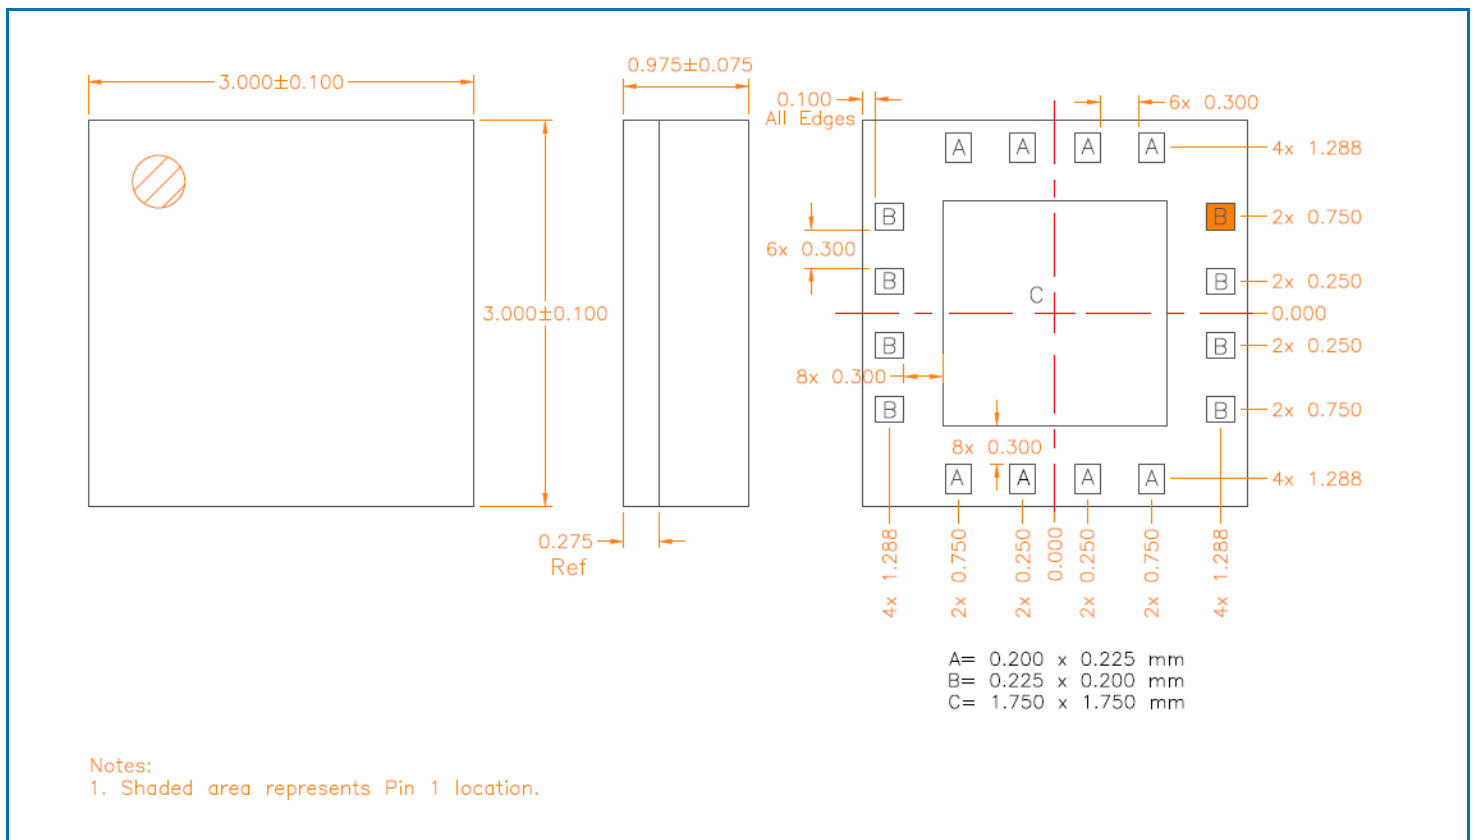 0.975±0.075
3.000±0.100
0.100
All Edges
6x 0.300
A A A A
4x 1.288
B
B
2x 0.750
6x 0.300
B
B
2x 0.250
C
3.000±0.100
0.000
B
B
2x 0.250
8x 0.300
B
B
2x 0.750
8x 0.300
A A A A
4x 1.288
0.275
Ref
4x 1.288
2x 0.750
2x 0.250
0.000
2x 0.250
2x 0.750
4x 1.288
A= 0.200 x 0.225 mm
B= 0.225 x 0.200 mm
C= 1.750 x 1.750 mm
Notes:
1. Shaded area represents Pin 1 location.